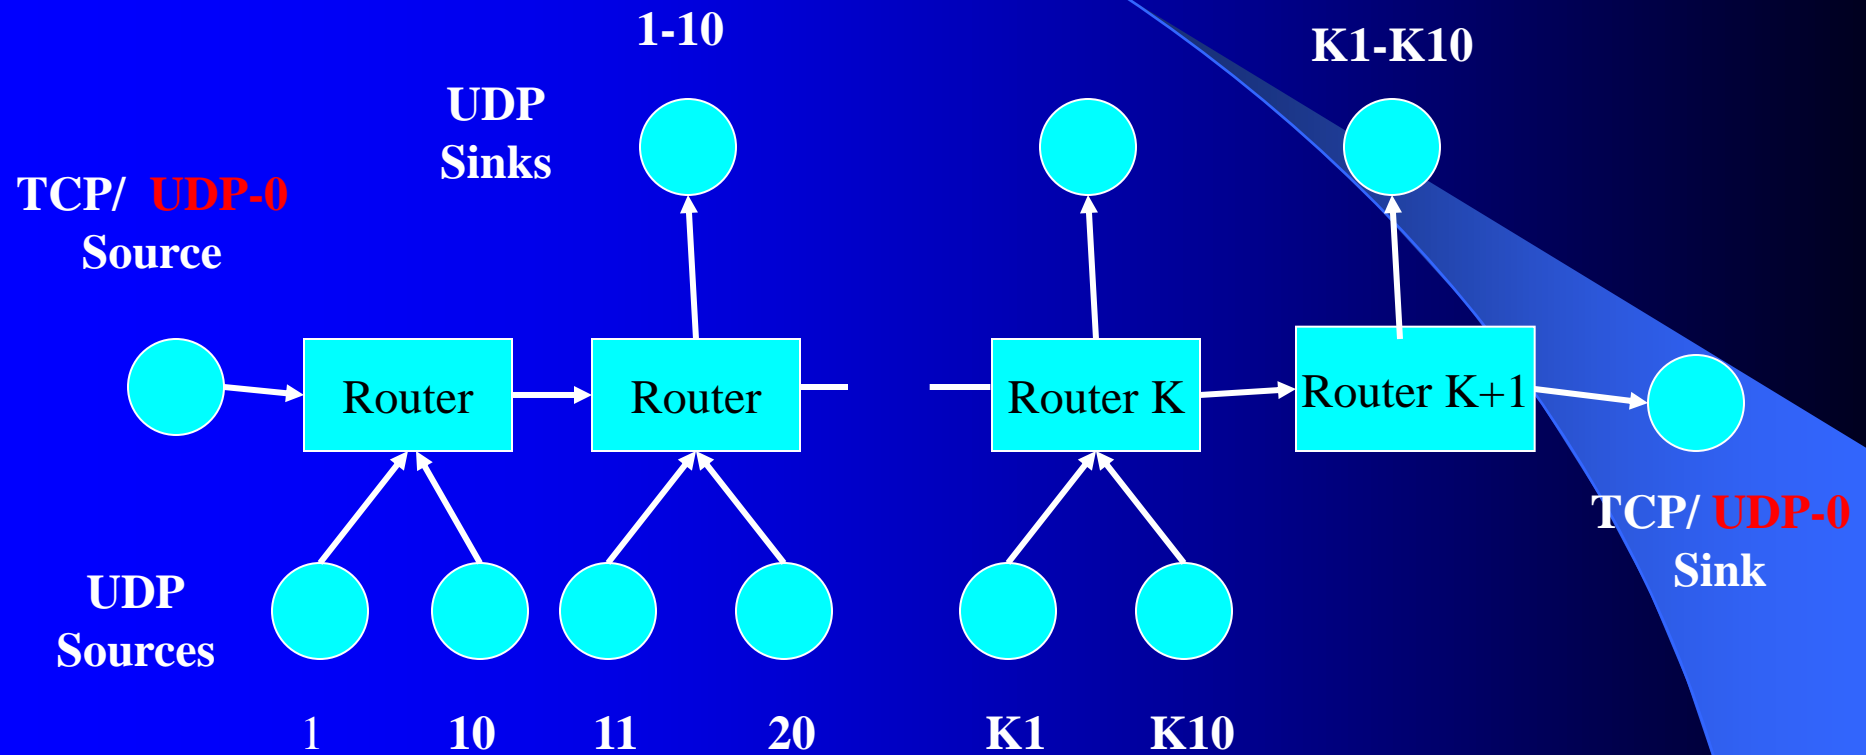 1-10
K1-K10
UDP
Sinks
TCP/ UDP-0
Source
Router
Router
Router K
Router K+1
TCP/ UDP-0
Sink
UDP
Sources
1
10
11
20
K1
K10